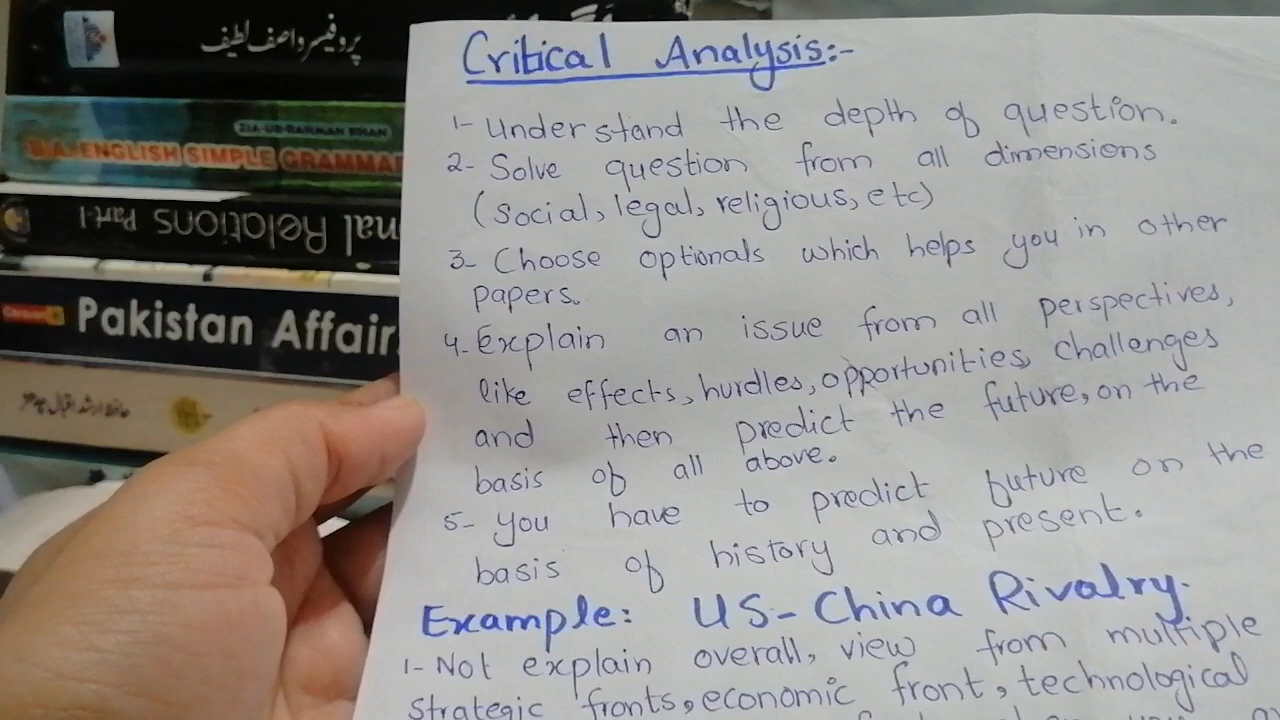 پروفیسر واصف لطیف
ZIA-UR-RAHMAN KHAN
B.A-ENGLISH SIMPLE GRAMMAR
nal Relations Part-I
Caravan
Pakistan Affair
Critical Analysis:-
1- Understand the depth of question.
2- Solve question from all dimensions
(social, legal, religious, etc)
3- Choose optionals which helps you in other
papers.
4- Explain an issue from all perspectives,
like effects, hurdles, opportunities, challenges
and then predict the future, on the
basis of all above.
5- you have to predict future on the
basis of history and present.
Example: US-China Rivalry.
1- Not explain overall, view from multiple
strategic fronts, economic front, technological